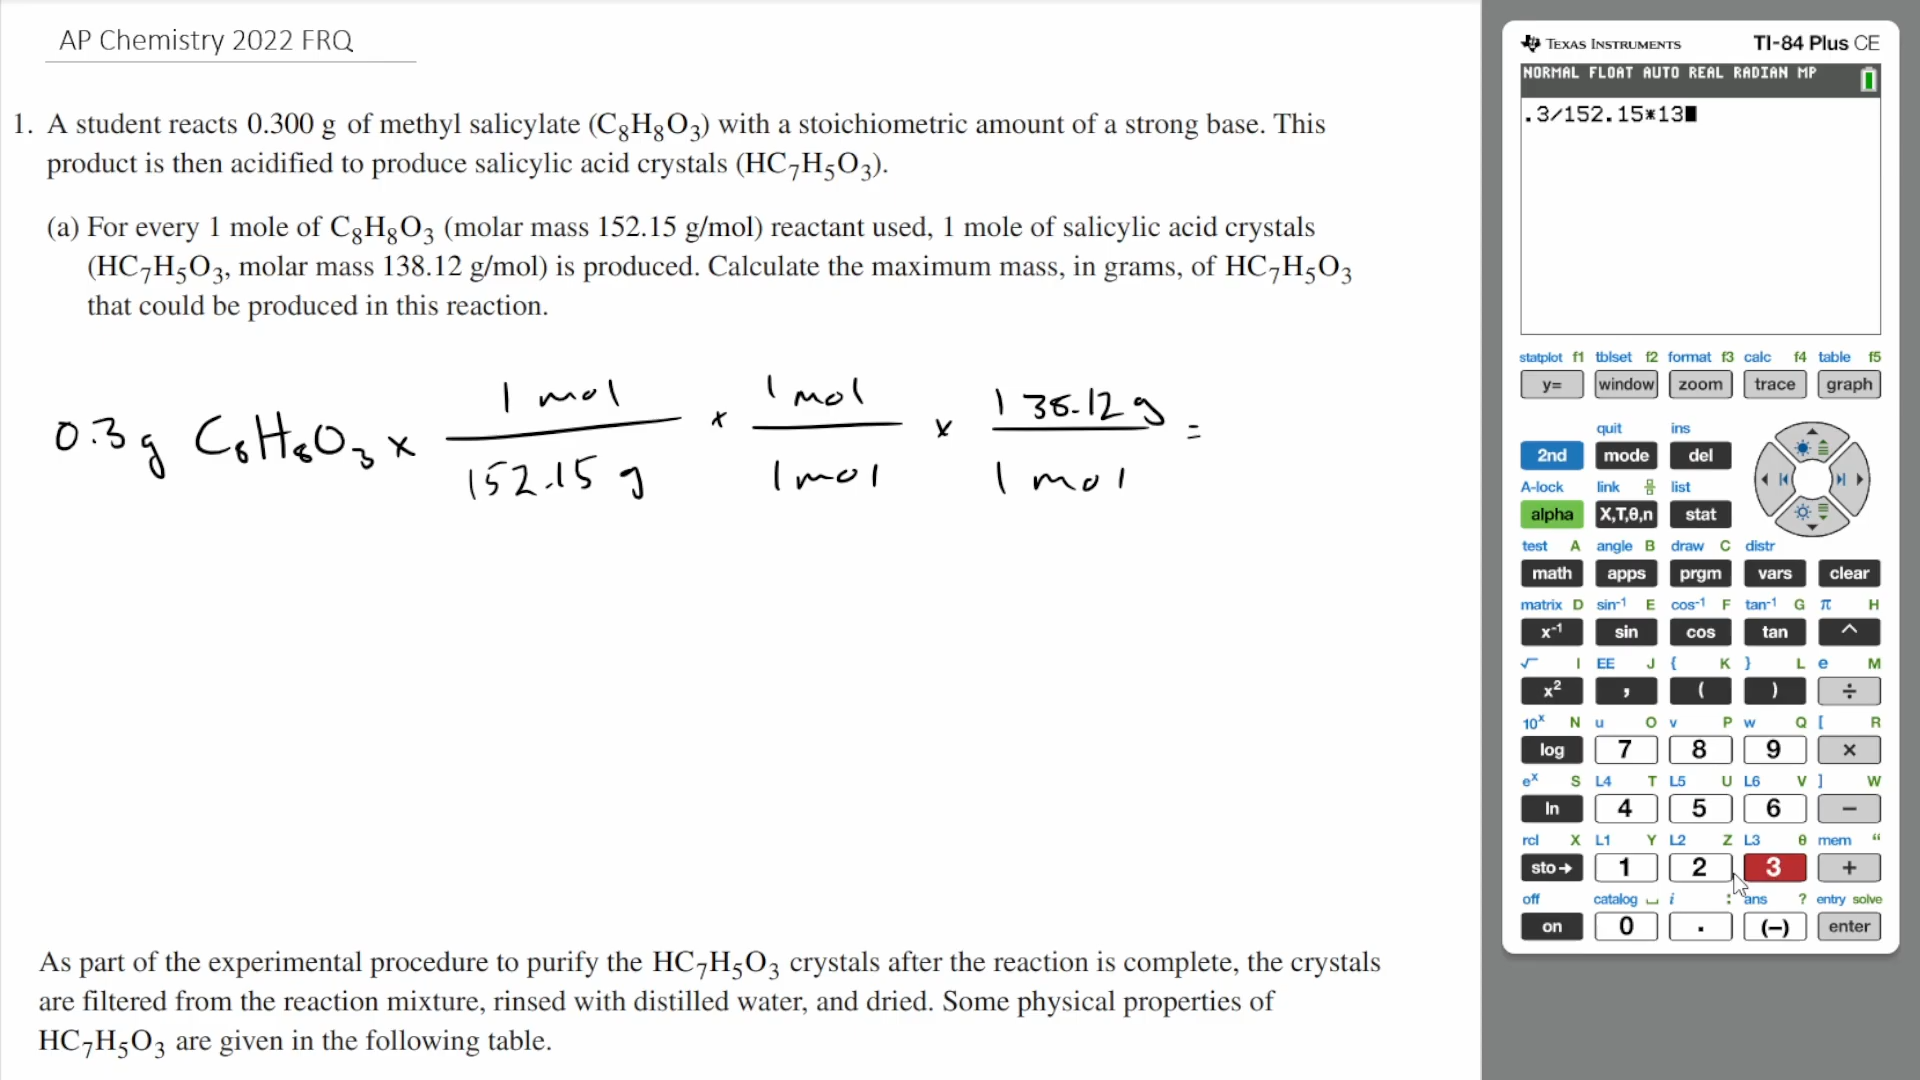 AP Chemistry 2022 FRQ
1. A student reacts 0.300 g of methyl salicylate (C₈H₈O₃) with a stoichiometric amount of a strong base. This
product is then acidified to produce salicylic acid crystals (HC₇H₅O₃).
(a) For every 1 mole of C₈H₈O₃ (molar mass 152.15 g/mol) reactant used, 1 mole of salicylic acid crystals
(HC₇H₅O₃, molar mass 138.12 g/mol) is produced. Calculate the maximum mass, in grams, of HC₇H₅O₃
that could be produced in this reaction.
0.3 g C₈H₈O₃ x 1 mol / 152.15 g x 1 mol / 1 mol x 138.12 g / 1 mol =
As part of the experimental procedure to purify the HC₇H₅O₃ crystals after the reaction is complete, the crystals
are filtered from the reaction mixture, rinsed with distilled water, and dried. Some physical properties of
HC₇H₅O₃ are given in the following table.
TEXAS INSTRUMENTS TI-84 Plus CE
NORMAL FLOAT AUTO REAL RADIAN MP
.3/152.15*13
statplot f1 tblset f2 format f3 calc f4 table f5
y= window zoom trace graph
quit ins
2nd mode del
A-lock link list
alpha X,T,θ,n stat
test A angle B draw C distr
math apps prgm vars clear
matrix D sin⁻¹ E cos⁻¹ F tan⁻¹ G π H
x⁻¹ sin cos tan ^
√ I EE J { K } L e M
x² , ( ) ÷
10ˣ N u O v P w Q [ R
log 7 8 9 ×
eˣ S L4 T L5 U L6 V ] W
ln 4 5 6 −
rcl X L1 Y L2 Z L3 θ mem “
sto→ 1 2 3 +
off catalog ⎵ i : ans ? entry solve
on 0 . (−) enter